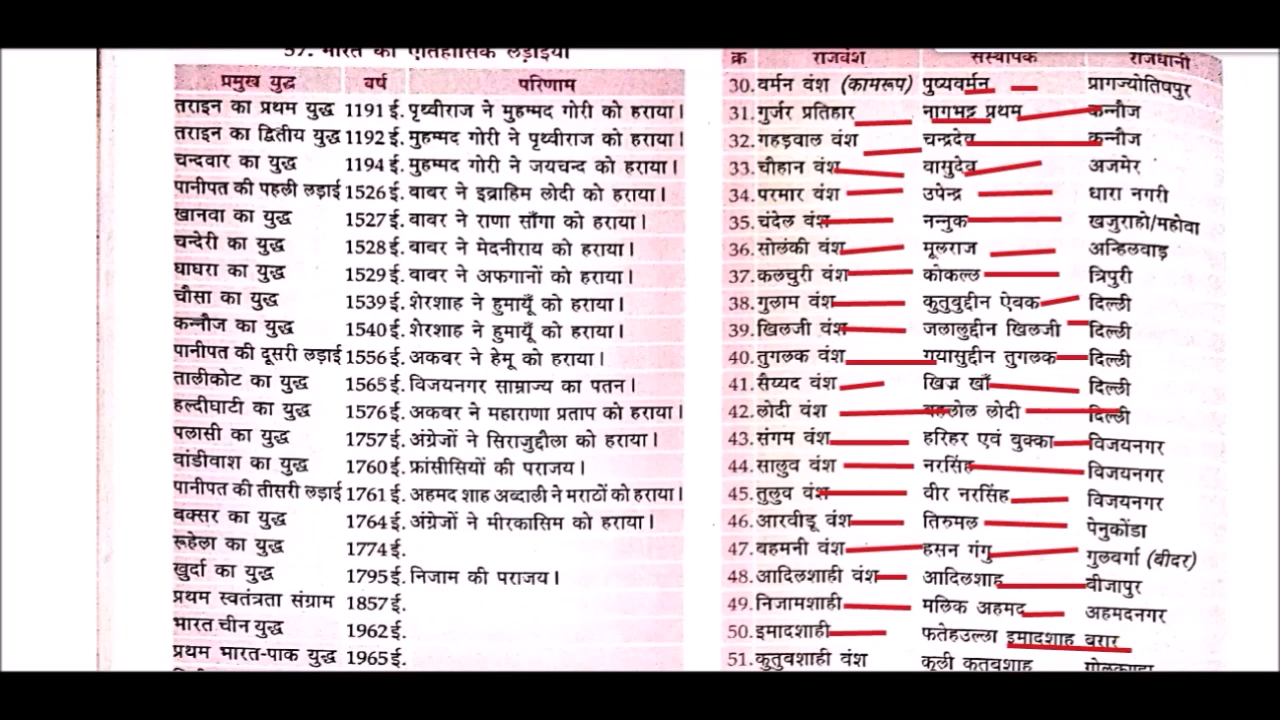 57. भारत की ऐतिहासिक लड़ाइयाँ
प्रमुख युद्ध वर्ष परिणाम
तराइन का प्रथम युद्ध 1191 ई. पृथ्वीराज ने मुहम्मद गोरी को हराया।
तराइन का द्वितीय युद्ध 1192 ई. मुहम्मद गोरी ने पृथ्वीराज को हराया।
चन्दवार का युद्ध 1194 ई. मुहम्मद गोरी ने जयचन्द को हराया।
पानीपत की पहली लड़ाई 1526 ई. बाबर ने इब्राहिम लोदी को हराया।
खानवा का युद्ध 1527 ई. बाबर ने राणा साँगा को हराया।
चन्देरी का युद्ध 1528 ई. बाबर ने मेदनीराय को हराया।
घाघरा का युद्ध 1529 ई. बाबर ने अफगानों को हराया।
चौसा का युद्ध 1539 ई. शेरशाह ने हुमायूँ को हराया।
कन्नौज का युद्ध 1540 ई. शेरशाह ने हुमायूँ को हराया।
पानीपत की दूसरी लड़ाई 1556 ई. अकबर ने हेमू को हराया।
तालीकोट का युद्ध 1565 ई. विजयनगर साम्राज्य का पतन।
हल्दीघाटी का युद्ध 1576 ई. अकबर ने महाराणा प्रताप को हराया।
पलासी का युद्ध 1757 ई. अंग्रेजों ने सिराजुद्दौला को हराया।
वांडीवाश का युद्ध 1760 ई. फ्रांसीसियों की पराजय।
पानीपत की तीसरी लड़ाई 1761 ई. अहमद शाह अब्दाली ने मराठों को हराया।
बक्सर का युद्ध 1764 ई. अंग्रेजों ने मीरकासिम को हराया।
रूहेला का युद्ध 1774 ई.
खुर्दा का युद्ध 1795 ई. निजाम की पराजय।
प्रथम स्वतंत्रता संग्राम 1857 ई.
भारत चीन युद्ध 1962 ई.
प्रथम भारत-पाक युद्ध 1965 ई.
क्र राजवंश संस्थापक राजधानी
30. वर्मन वंश (कामरूप) पुष्यवर्मन प्रागज्योतिषपुर
31. गुर्जर प्रतिहार नागभट्ट प्रथम कन्नौज
32. गहड़वाल वंश चन्द्रदेव कन्नौज
33. चौहान वंश वासुदेव अजमेर
34. परमार वंश उपेन्द्र धारा नगरी
35. चंदेल वंश नन्नुक खजुराहो/महोवा
36. सोलंकी वंश मूलराज अन्हिलवाड़
37. कलचुरी वंश कोकल्ल त्रिपुरी
38. गुलाम वंश कुतुबुद्दीन ऐबक दिल्ली
39. खिलजी वंश जलालुद्दीन खिलजी दिल्ली
40. तुगलक वंश गयासुद्दीन तुगलक दिल्ली
41. सैय्यद वंश खिज्र खाँ दिल्ली
42. लोदी वंश बहलोल लोदी दिल्ली
43. संगम वंश हरिहर एवं बुक्का विजयनगर
44. सालुव वंश नरसिंह विजयनगर
45. तुलुव वंश वीर नरसिंह विजयनगर
46. आरवीडू वंश तिरुमल पेनुकोंडा
47. बहमनी वंश हसन गंगु गुलबर्गा (बीदर)
48. आदिलशाही वंश आदिलशाह बीजापुर
49. निजामशाही मलिक अहमद अहमदनगर
50. इमादशाही फतेहउल्ला इमादशाह बरार
51. कुतुबशाही वंश कुली कुतुबशाह गोलकुण्डा